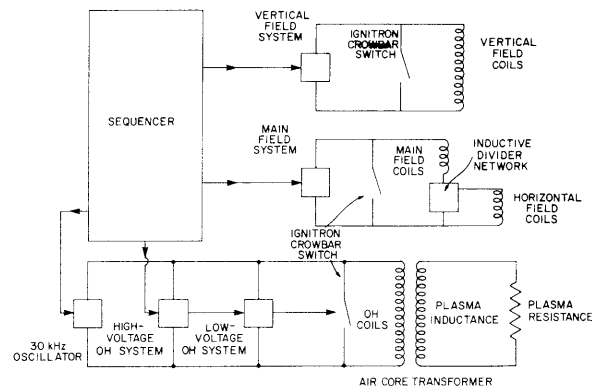 VERTICAL
FIELD
SYSTEM
IGNITRON
CROWBAR
SWITCH
VERTICAL
FIELD
COILS
SEQUENCER
MAIN
FIELD
SYSTEM
MAIN
FIELD
COILS
INDUCTIVE
DIVIDER
NETWORK
HORIZONTAL
FIELD
COILS
IGNITRON
CROWBAR
SWITCH
30 kHz
OSCILLATOR
HIGH-
VOLTAGE
OH SYSTEM
LOW-
VOLTAGE
OH SYSTEM
OH
COILS
PLASMA
INDUCTANCE
PLASMA
RESISTANCE
AIR CORE TRANSFORMER